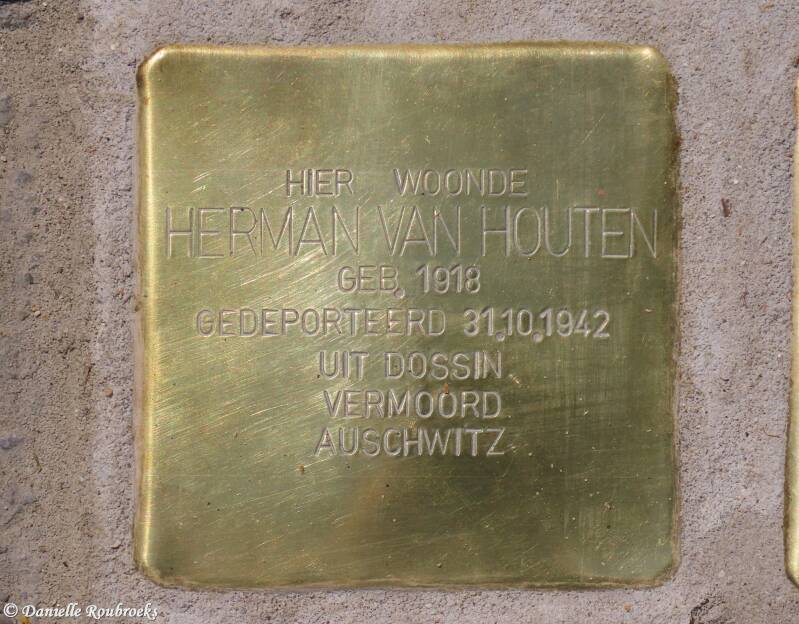 HIER WOONDE
HERMAN VAN HOUTEN
GEB. 1918
GEDEPORTEERD 31.10.1942
UIT DOSSIN
VERMOORD
AUSCHWITZ
© Danielle Roubroeks